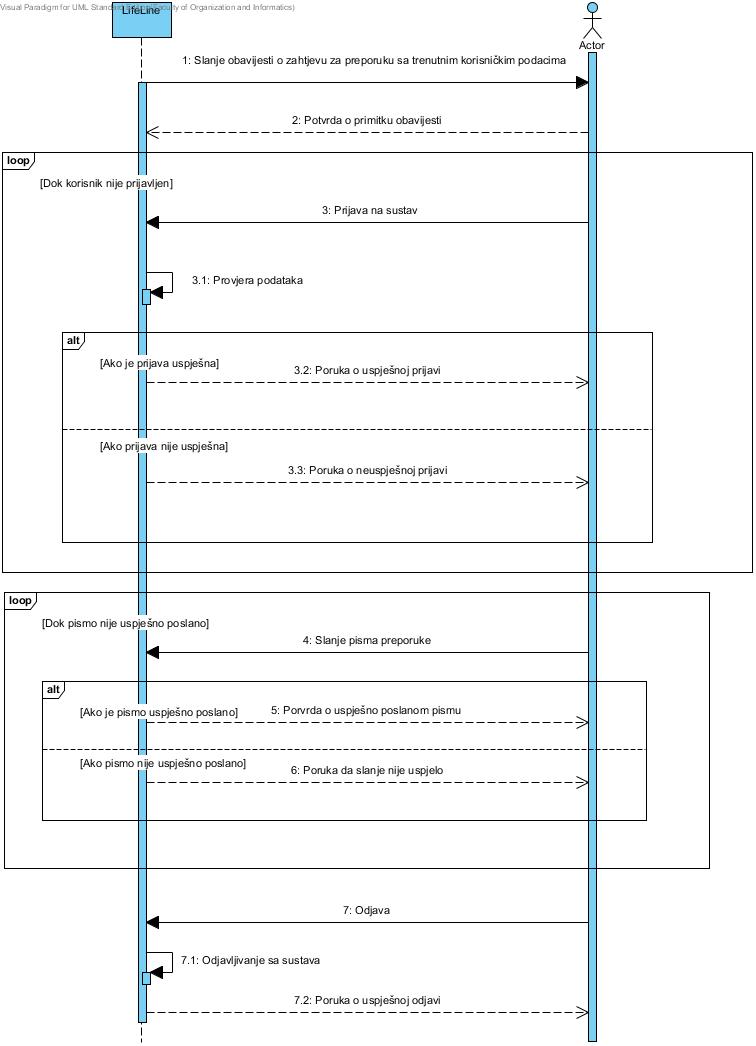 Visual Paradigm for UML Standard Faculty of Organization and Informatics)
LifeLine
Actor
1: Slanje obavijesti o zahtjevu za preporuku sa trenutnim korisničkim podacima
2: Potvrda o primitku obavijesti
loop
[Dok korisnik nije prijavljen]
3: Prijava na sustav
3.1: Provjera podataka
alt
[Ako je prijava uspješna]
3.2: Poruka o uspješnoj prijavi
[Ako prijava nije uspješna]
3.3: Poruka o neuspješnoj prijavi
loop
[Dok pismo nije uspješno poslano]
4: Slanje pisma preporuke
alt
[Ako je pismo uspješno poslano]
5: Porvrda o uspješno poslanom pismu
[Ako pismo nije uspješno poslano]
6: Poruka da slanje nije uspjelo
7: Odjava
7.1: Odjavljivanje sa sustava
7.2: Poruka o uspješnoj odjavi